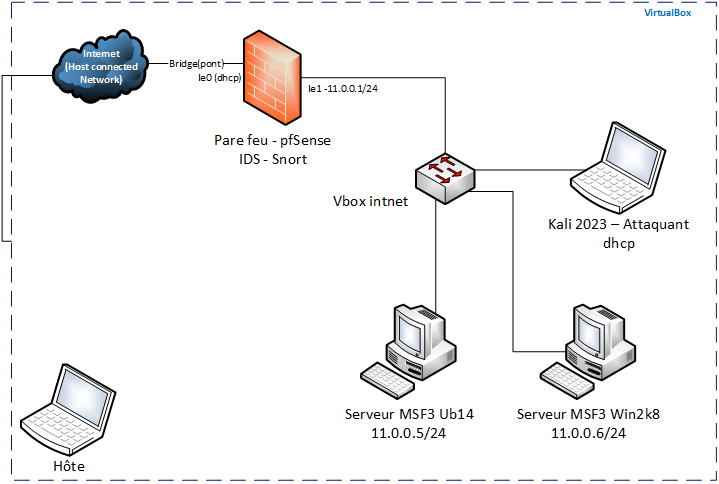 VirtualBox
Internet
(Host connected
Network)
Bridge(pont)
le0 (dhcp)
le1 -11.0.0.1/24
Pare feu - pfSense
IDS - Snort
Vbox intnet
Kali 2023 – Attaquant
dhcp
Serveur MSF3 Ub14
11.0.0.5/24
Serveur MSF3 Win2k8
11.0.0.6/24
Hôte